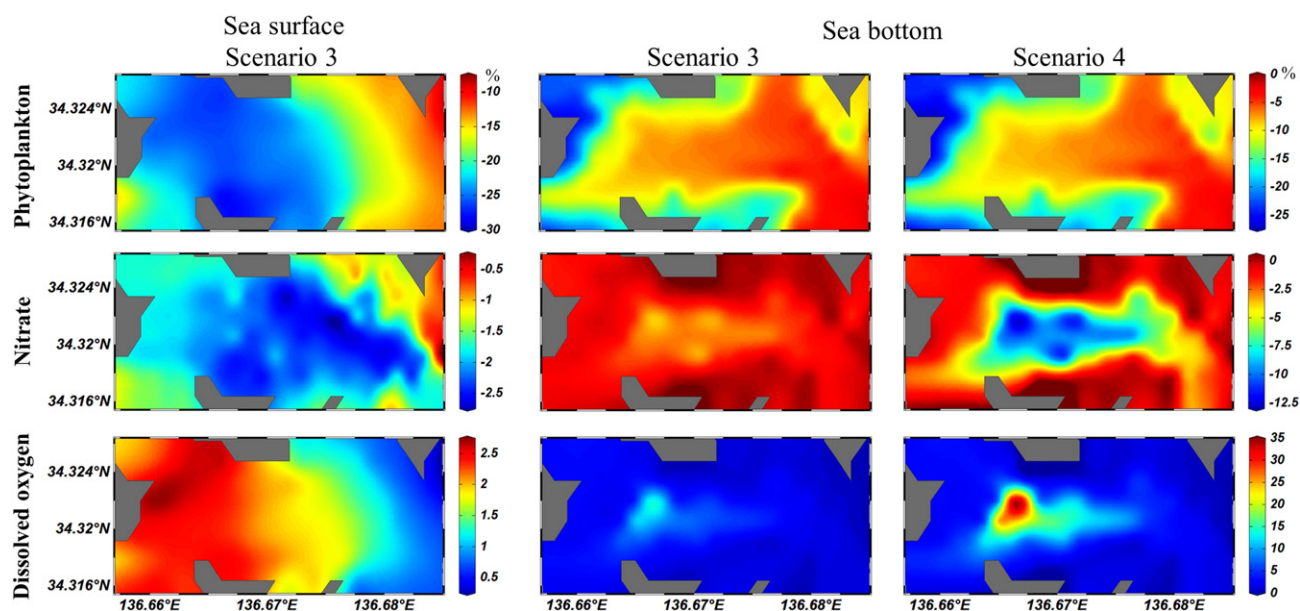 Sea surface
Sea bottom
Scenario 3
Scenario 3
Scenario 4
Phytoplankton
34.324°N
34.32°N
34.316°N
%
-10
-15
-20
-25
-30
0 %
-5
-10
-15
-20
-25
Nitrate
34.324°N
34.32°N
34.316°N
-0.5
-1
-1.5
-2
-2.5
0
-2.5
-5
-7.5
-10
-12.5
Dissolved oxygen
34.324°N
34.32°N
34.316°N
2.5
2
1.5
1
0.5
35
30
25
20
15
10
5
0
136.66°E 136.67°E 136.68°E
136.66°E 136.67°E 136.68°E
136.66°E 136.67°E 136.68°E